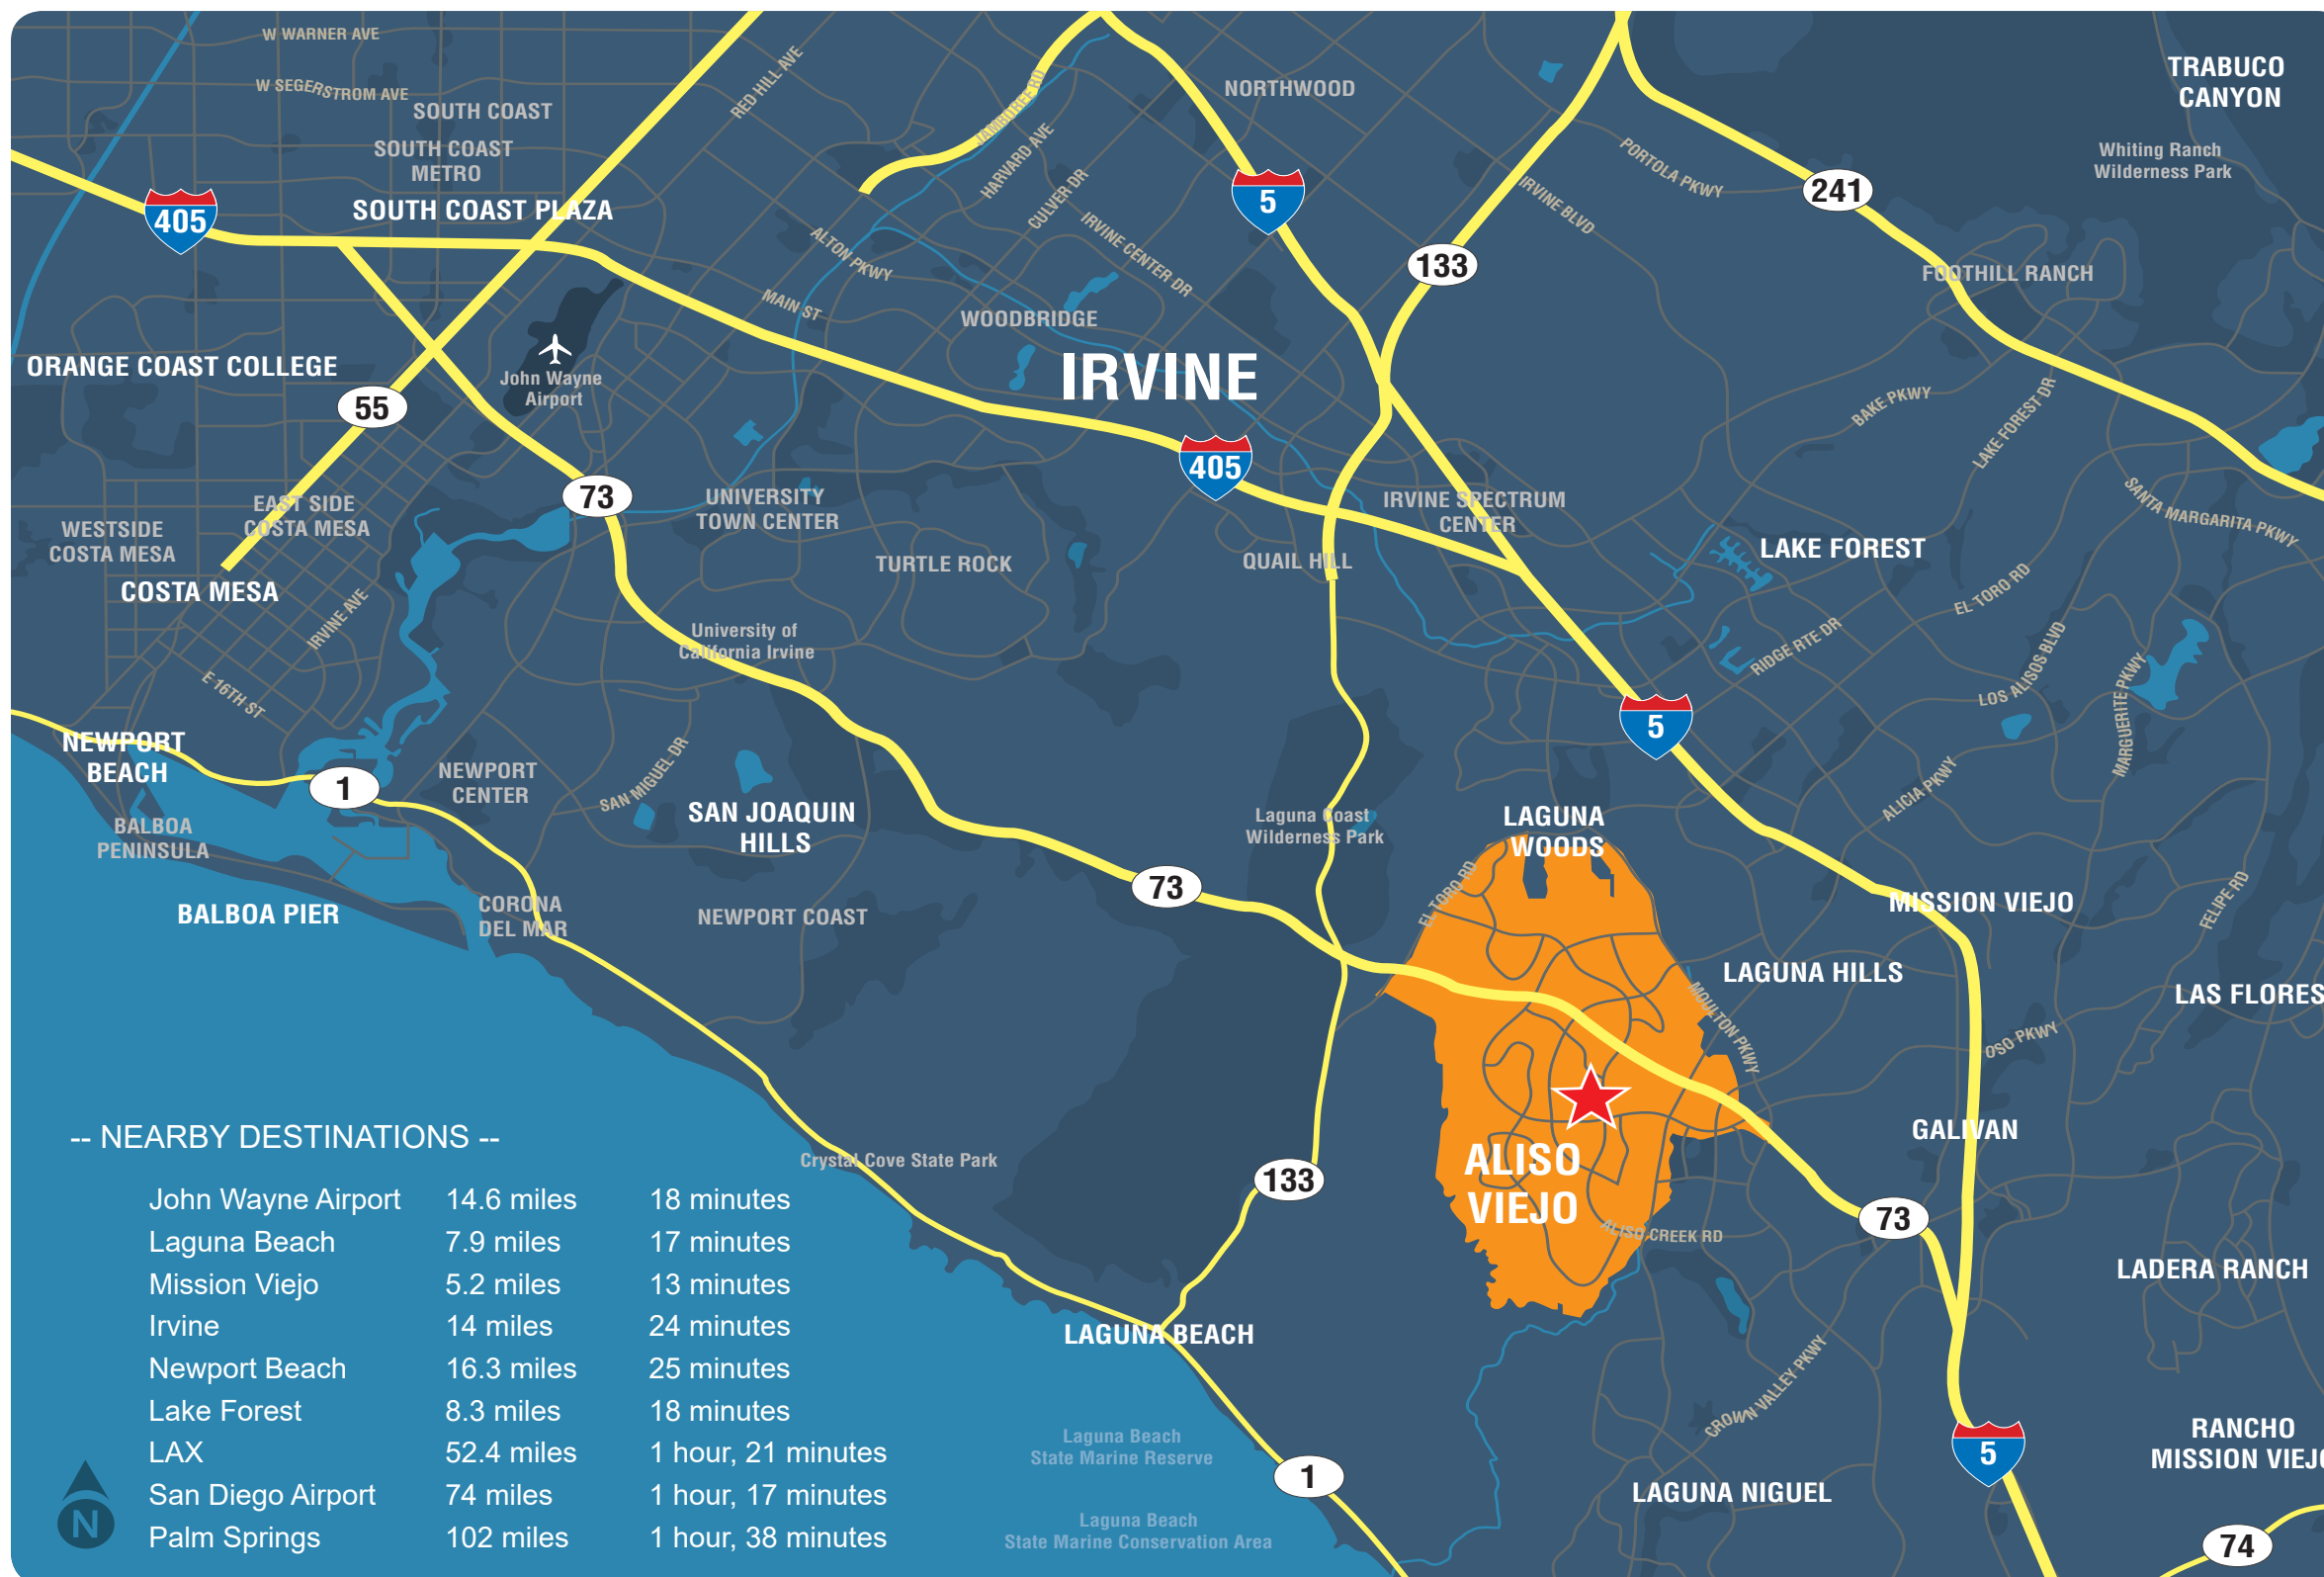 W WARNER AVE
W SEGERSTROM AVE
SOUTH COAST
SOUTH COAST
METRO
SOUTH COAST PLAZA
405
RED HILL AVE
JAMBOREE RD
HARVARD AVE
CULVER DR
IRVINE CENTER DR
ALTON PKWY
MAIN ST
NORTHWOOD
5
133
PORTOLA PKWY
IRVINE BLVD
241
TRABUCO
CANYON
Whiting Ranch
Wilderness Park
FOOTHILL RANCH
WOODBRIDGE
IRVINE
ORANGE COAST COLLEGE
55
John Wayne
Airport
73
405
BAKE PKWY
LAKE FOREST DR
SANTA MARGARITA PKWY
EAST SIDE
COSTA MESA
WESTSIDE
COSTA MESA
COSTA MESA
UNIVERSITY
TOWN CENTER
TURTLE ROCK
QUAIL HILL
IRVINE SPECTRUM
CENTER
LAKE FOREST
EL TORO RD
IRVINE AVE
E 16TH ST
University of
California Irvine
RIDGE RTE DR
LOS ALISOS BLVD
MARGUERITE PKWY
5
NEWPORT
BEACH
1
NEWPORT
CENTER
SAN MIGUEL DR
SAN JOAQUIN
HILLS
Laguna Coast
Wilderness Park
LAGUNA
WOODS
ALICIA PKWY
BALBOA
PENINSULA
BALBOA PIER
CORONA
DEL MAR
NEWPORT COAST
73
EL TORO RD
MISSION VIEJO
FELIPE RD
LAGUNA HILLS
MOULTON PKWY
LAS FLORES
OSO PKWY
GALIVAN
ALISO
VIEJO
ALISO CREEK RD
73
Crystal Cove State Park
133
LADERA RANCH
LAGUNA BEACH
CROWN VALLEY PKWY
Laguna Beach
State Marine Reserve
1
LAGUNA NIGUEL
5
RANCHO
MISSION VIEJO
Laguna Beach
State Marine Conservation Area
74
-- NEARBY DESTINATIONS --
John Wayne Airport 14.6 miles 18 minutes
Laguna Beach 7.9 miles 17 minutes
Mission Viejo 5.2 miles 13 minutes
Irvine 14 miles 24 minutes
Newport Beach 16.3 miles 25 minutes
Lake Forest 8.3 miles 18 minutes
LAX 52.4 miles 1 hour, 21 minutes
San Diego Airport 74 miles 1 hour, 17 minutes
Palm Springs 102 miles 1 hour, 38 minutes
N